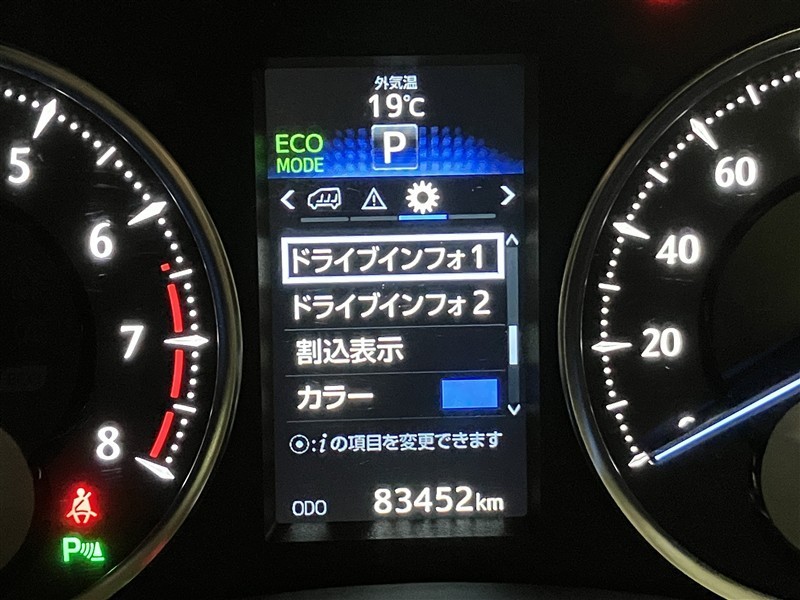 外気温
19℃
ECO
MODE
P
ドライブインフォ1
ドライブインフォ2
割込表示
カラー
⦿:iの項目を変更できます
ODO 83452km
5
6
7
8
P
60
40
20